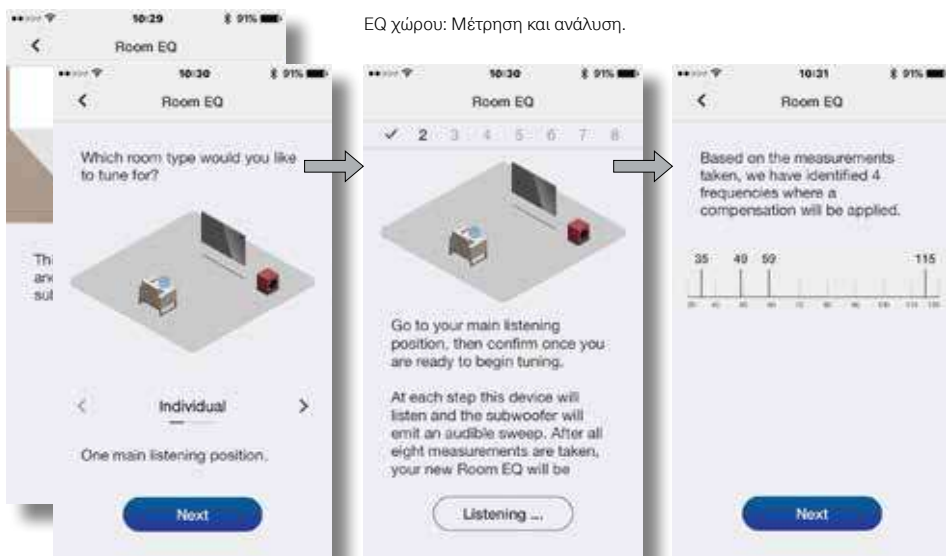 EQ χώρου: Μέτρηση και ανάλυση.
10:29
91%
Room EQ
10:30
91%
Room EQ
Which room type would you like
to tune for?
Individual
One main listening position.
Next
10:30
91%
Room EQ
2 3 4 5 6 7 8
Go to your main listening
position, then confirm once you
are ready to begin tuning.
At each step this device will
listen and the subwoofer will
emit an audible sweep. After all
eight measurements are taken,
your new Room EQ will be
Listening ...
10:31
91%
Room EQ
Based on the measurements
taken, we have identified 4
frequencies where a
compensation will be applied.
35 49 59 115
Next